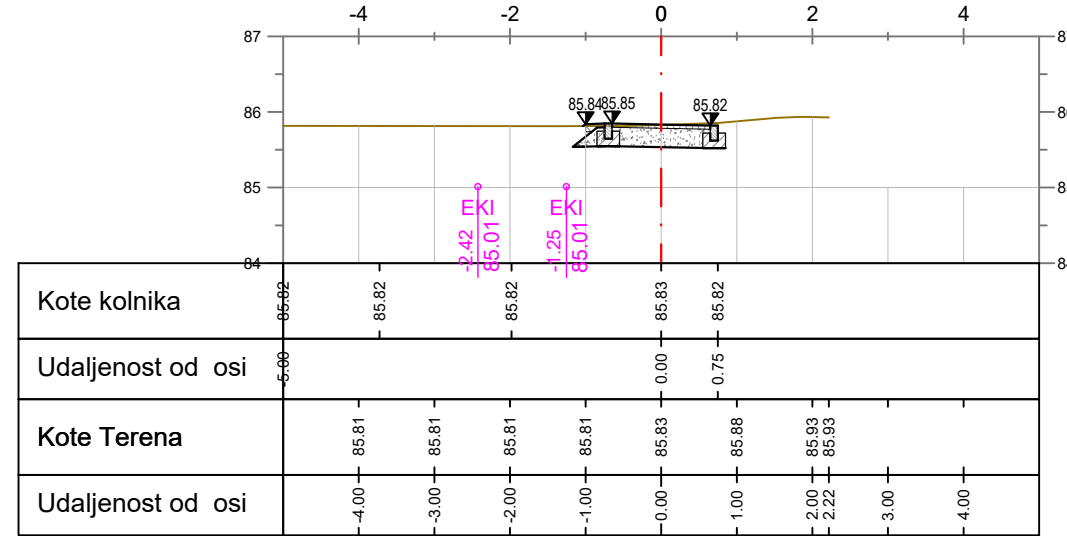 -4 -2 0 2 4
87 87
86
85.84 85.85 85.82
85
EKI EKI
-2.42 85.01 -1.25 85.01
84
Kote kolnika 85.82 85.82 85.82 85.83 85.82
Udaljenost od osi -5.00 0.00 0.75
Kote Terena 85.81 85.81 85.81 85.81 85.83 85.88 85.93 85.93
Udaljenost od osi -4.00 -3.00 -2.00 -1.00 0.00 1.00 2.00 2.22 3.00 4.00